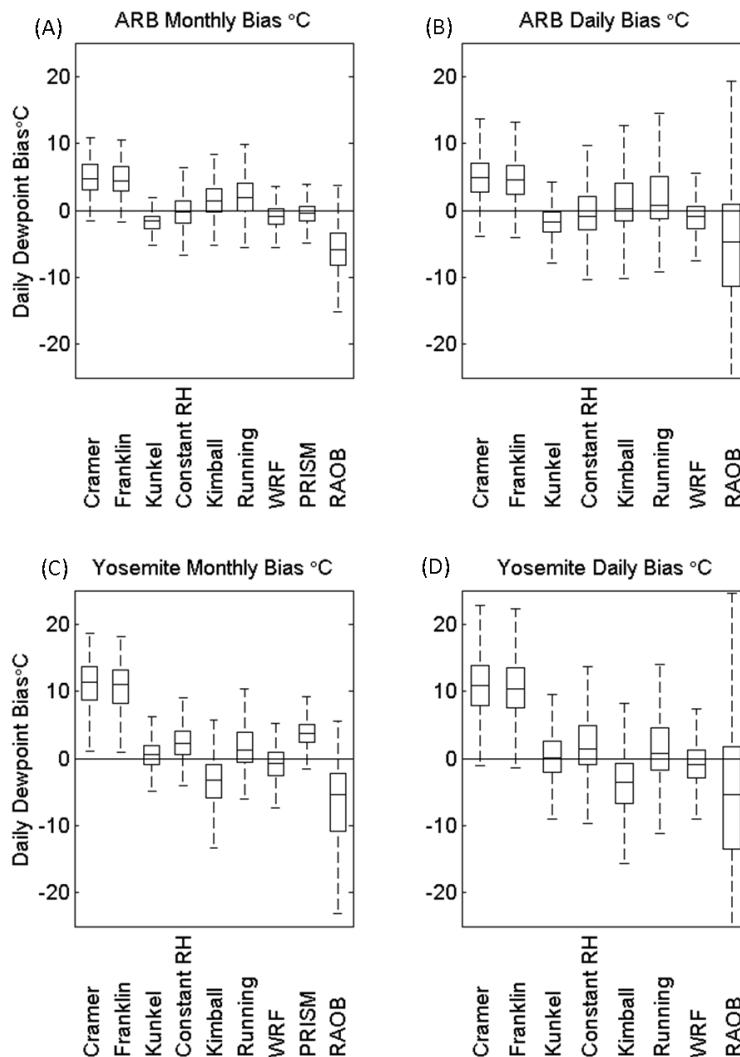 (A)
ARB Monthly Bias °C
Daily Dewpoint Bias°C
20
10
0
-10
-20
Cramer
Franklin
Kunkel
Constant RH
Kimball
Running
WRF
PRISM
RAOB
(B)
ARB Daily Bias °C
20
10
0
-10
-20
Cramer
Franklin
Kunkel
Constant RH
Kimball
Running
WRF
RAOB
(C)
Yosemite Monthly Bias °C
Daily Dewpoint Bias°C
20
10
0
-10
-20
Cramer
Franklin
Kunkel
Constant RH
Kimball
Running
WRF
PRISM
RAOB
(D)
Yosemite Daily Bias °C
20
10
0
-10
-20
Cramer
Franklin
Kunkel
Constant RH
Kimball
Running
WRF
RAOB